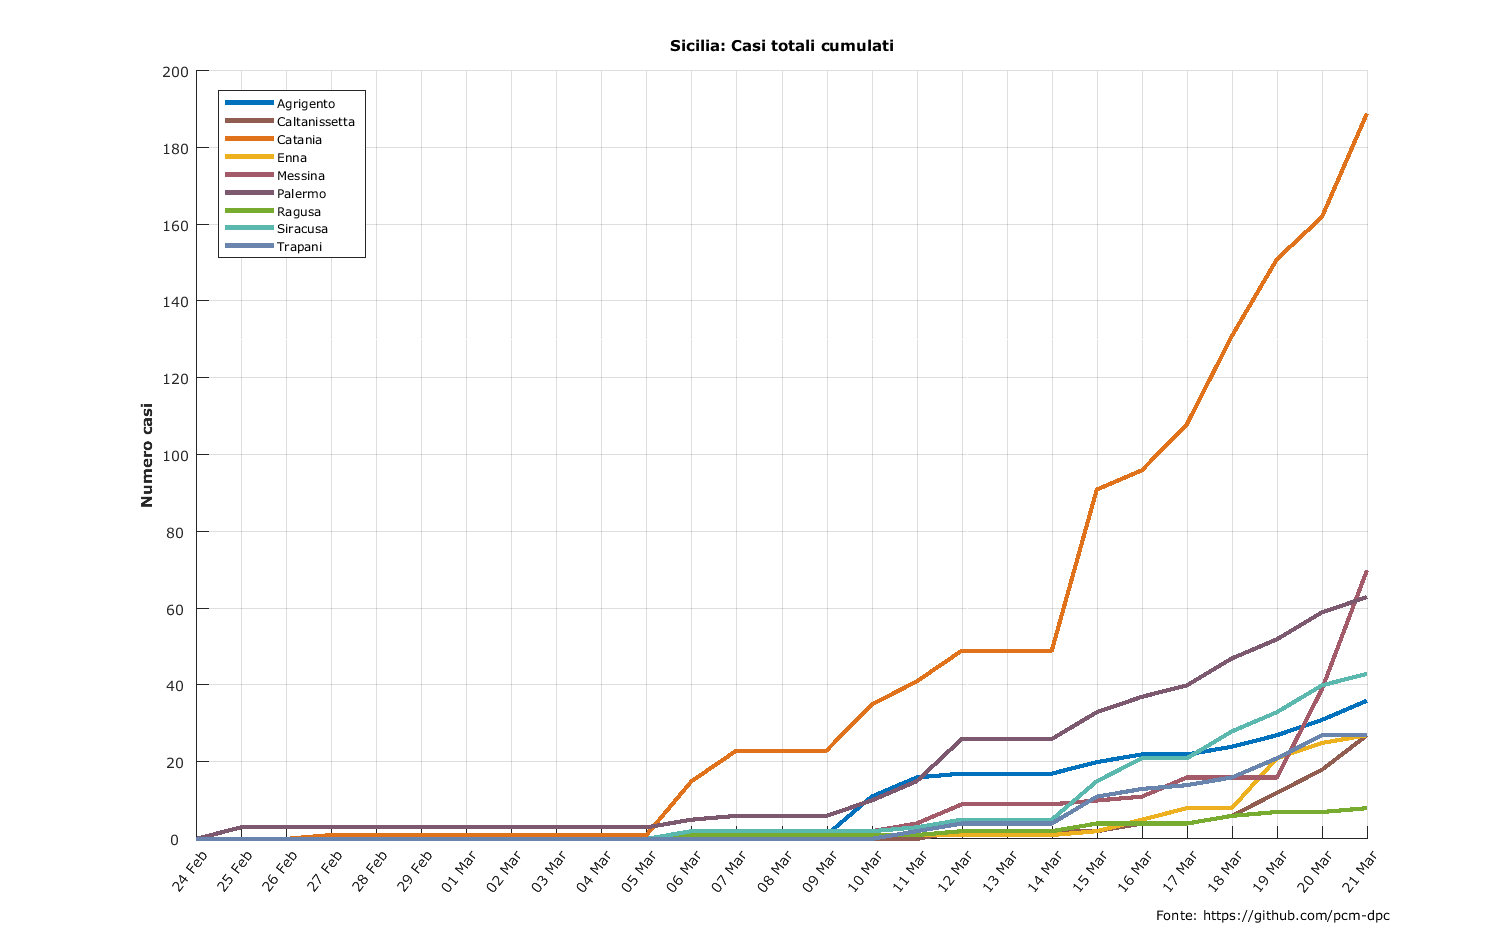 Sicilia: Casi totali cumulati
Numero casi
200
180
160
140
120
100
80
60
40
20
0
Agrigento
Caltanissetta
Catania
Enna
Messina
Palermo
Ragusa
Siracusa
Trapani
24 Feb
25 Feb
26 Feb
27 Feb
28 Feb
29 Feb
01 Mar
02 Mar
03 Mar
04 Mar
05 Mar
06 Mar
07 Mar
08 Mar
09 Mar
10 Mar
11 Mar
12 Mar
13 Mar
14 Mar
15 Mar
16 Mar
17 Mar
18 Mar
19 Mar
20 Mar
21 Mar
Fonte: https://github.com/pcm-dpc